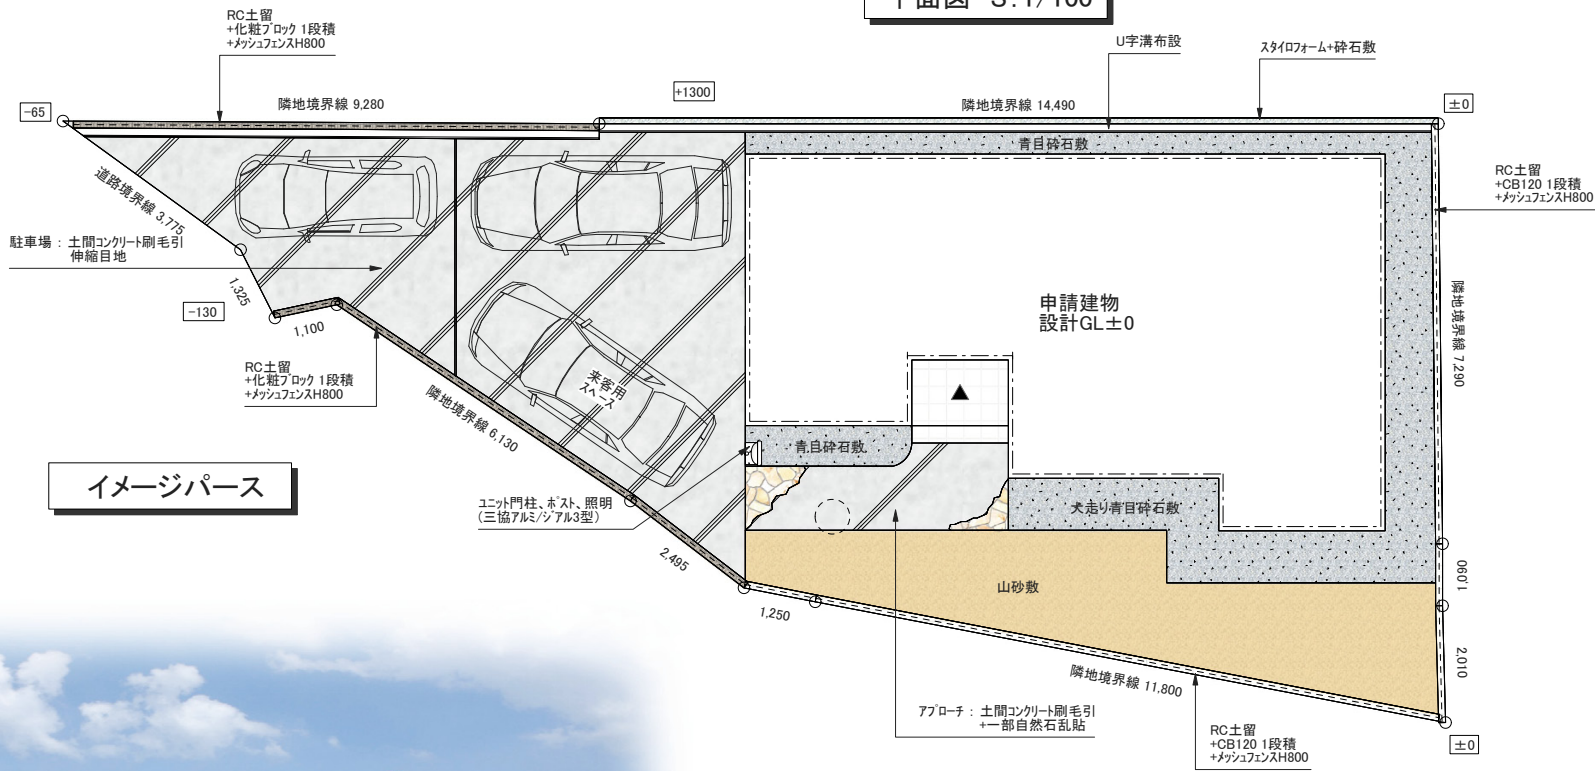 平面図 S:1/100
RC土留
+化粧ブロック 1段積
+メッシュフェンスH800
U字溝布設
スタイロフォーム+砕石敷
-65
隣地境界線 9,280
+1300
隣地境界線 14,490
±0
青目砕石敷
RC土留
+CB120 1段積
+メッシュフェンスH800
道路境界線 3,775
駐車場 : 土間コンクリート刷毛引
伸縮目地
1,325
-130
1,100
申請建物
設計GL±0
隣地境界線 7,290
RC土留
+化粧ブロック 1段積
+メッシュフェンスH800
来客用
スペース
隣地境界線 6,130
青目砕石敷
イメージパース
ユニット門柱、ポスト、照明
(三協アルミ/ジアル3型)
犬走り青目砕石敷
2,495
山砂敷
1,090
1,250
2,010
隣地境界線 11,800
アプローチ : 土間コンクリート刷毛引
+一部自然石乱貼
RC土留
+CB120 1段積
+メッシュフェンスH800
±0